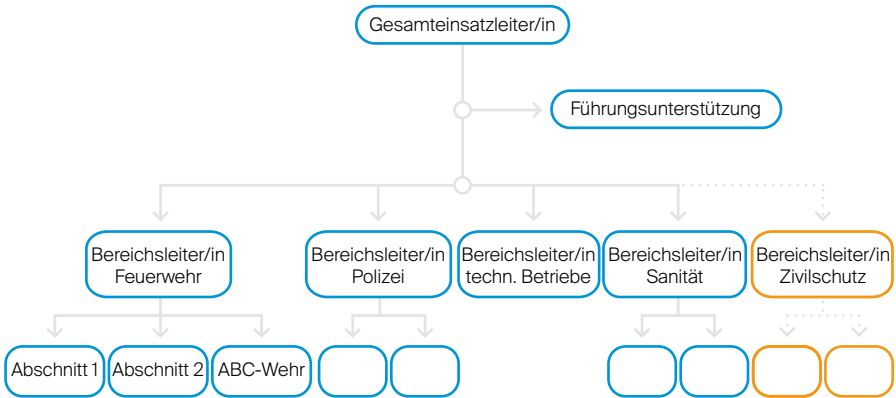 Gesamteinsatzleiter/in
Führungsunterstützung
Bereichsleiter/in
Feuerwehr
Bereichsleiter/in
Polizei
Bereichsleiter/in
techn. Betriebe
Bereichsleiter/in
Sanität
Bereichsleiter/in
Zivilschutz
Abschnitt 1
Abschnitt 2
ABC-Wehr